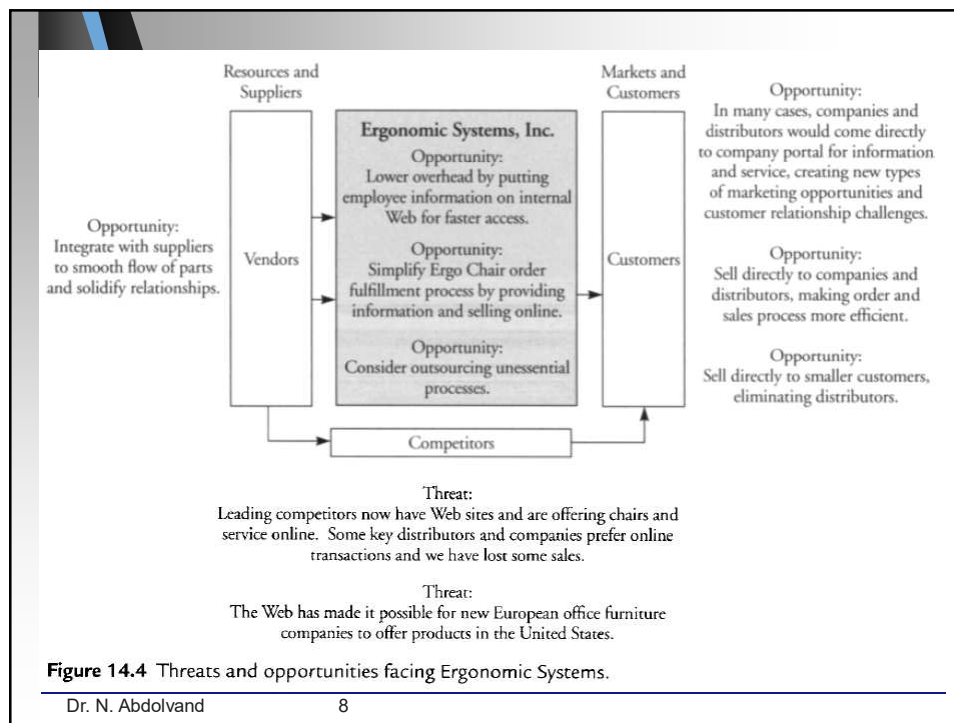 Resources and
Suppliers
Markets and
Customers
Opportunity:
Integrate with suppliers
to smooth flow of parts
and solidify relationships.
Vendors
Ergonomic Systems, Inc.
Opportunity:
Lower overhead by putting
employee information on internal
Web for faster access.
Opportunity:
Simplify Ergo Chair order
fulfillment process by providing
information and selling online.
Opportunity:
Consider outsourcing unessential
processes.
Customers
Opportunity:
In many cases, companies and
distributors would come directly
to company portal for information
and service, creating new types
of marketing opportunities and
customer relationship challenges.
Opportunity:
Sell directly to companies and
distributors, making order and
sales process more efficient.
Opportunity:
Sell directly to smaller customers,
eliminating distributors.
Competitors
Threat:
Leading competitors now have Web sites and are offering chairs and
service online. Some key distributors and companies prefer online
transactions and we have lost some sales.
Threat:
The Web has made it possible for new European office furniture
companies to offer products in the United States.
Figure 14.4 Threats and opportunities facing Ergonomic Systems.
Dr. N. Abdolvand 8